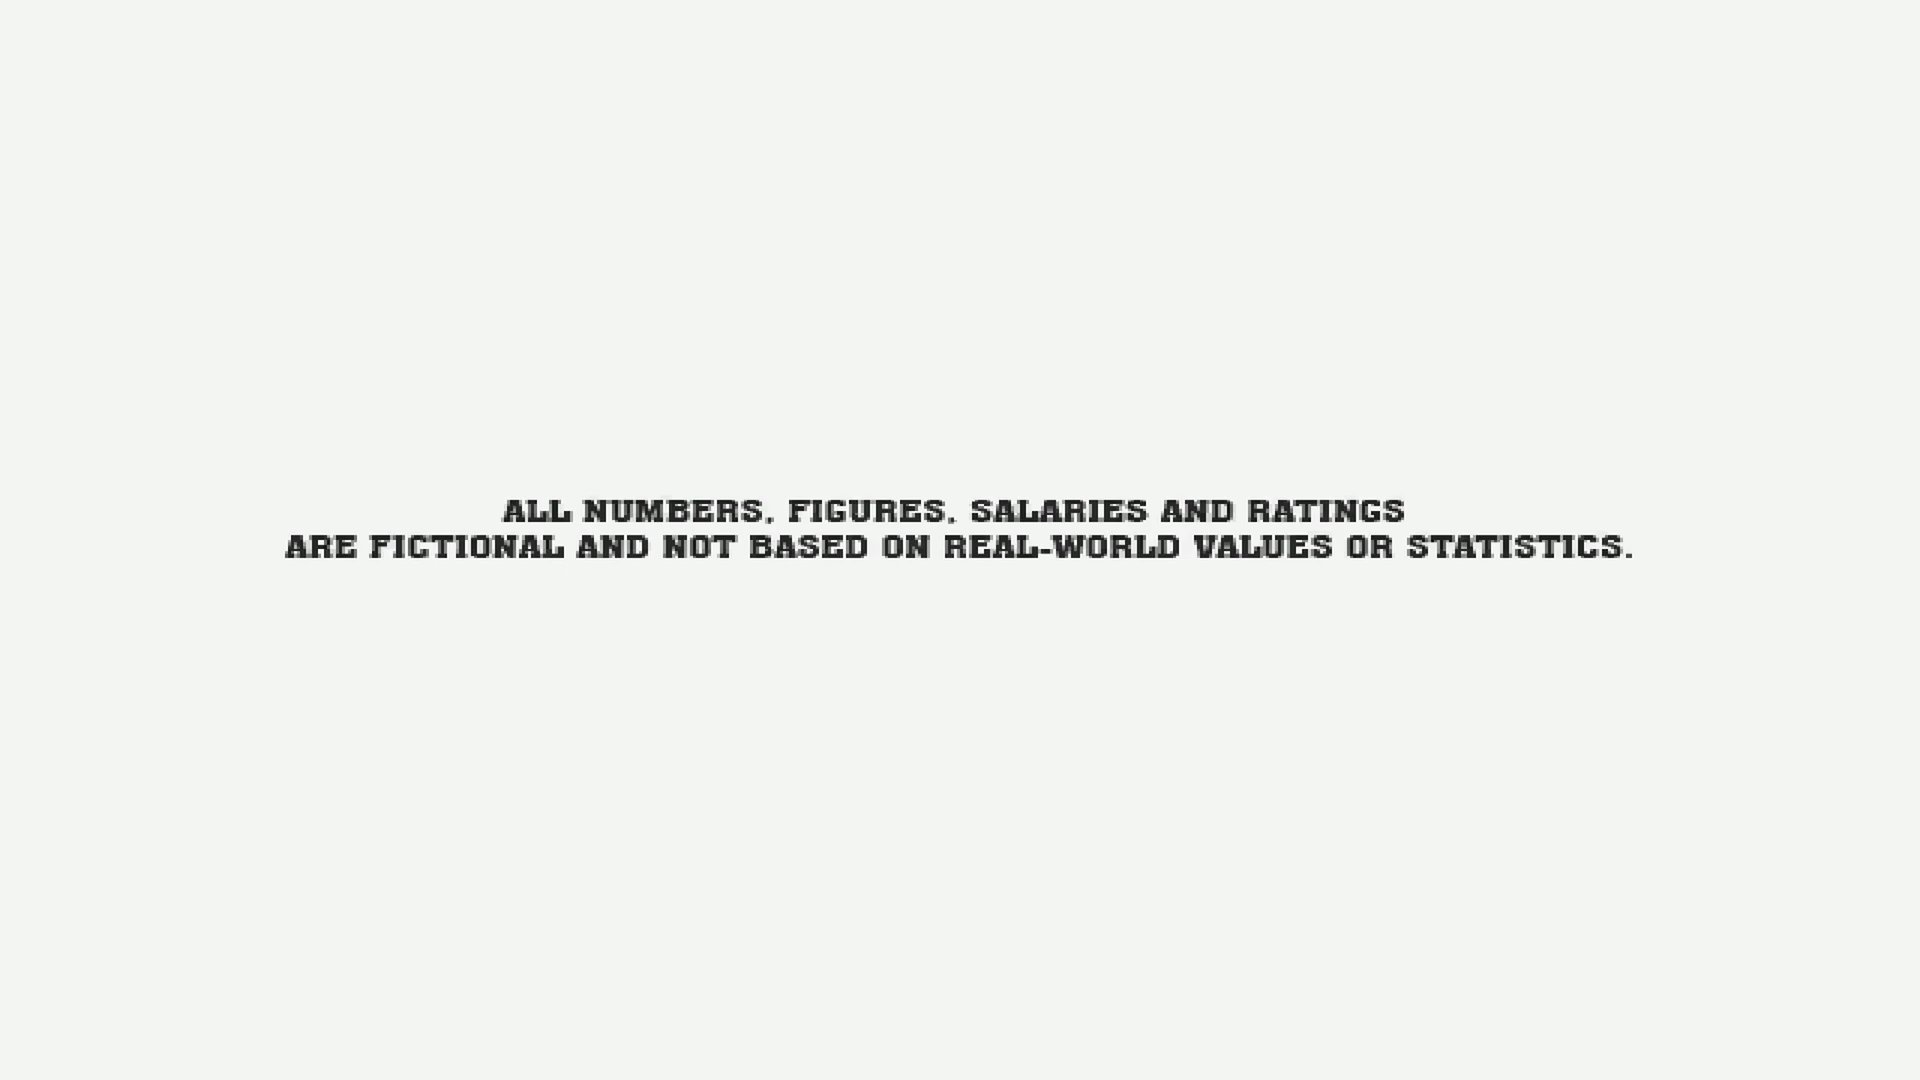 ALL NUMBERS, FIGURES, SALARIES AND RATINGS
ARE FICTIONAL AND NOT BASED ON REAL-WORLD VALUES OR STATISTICS.